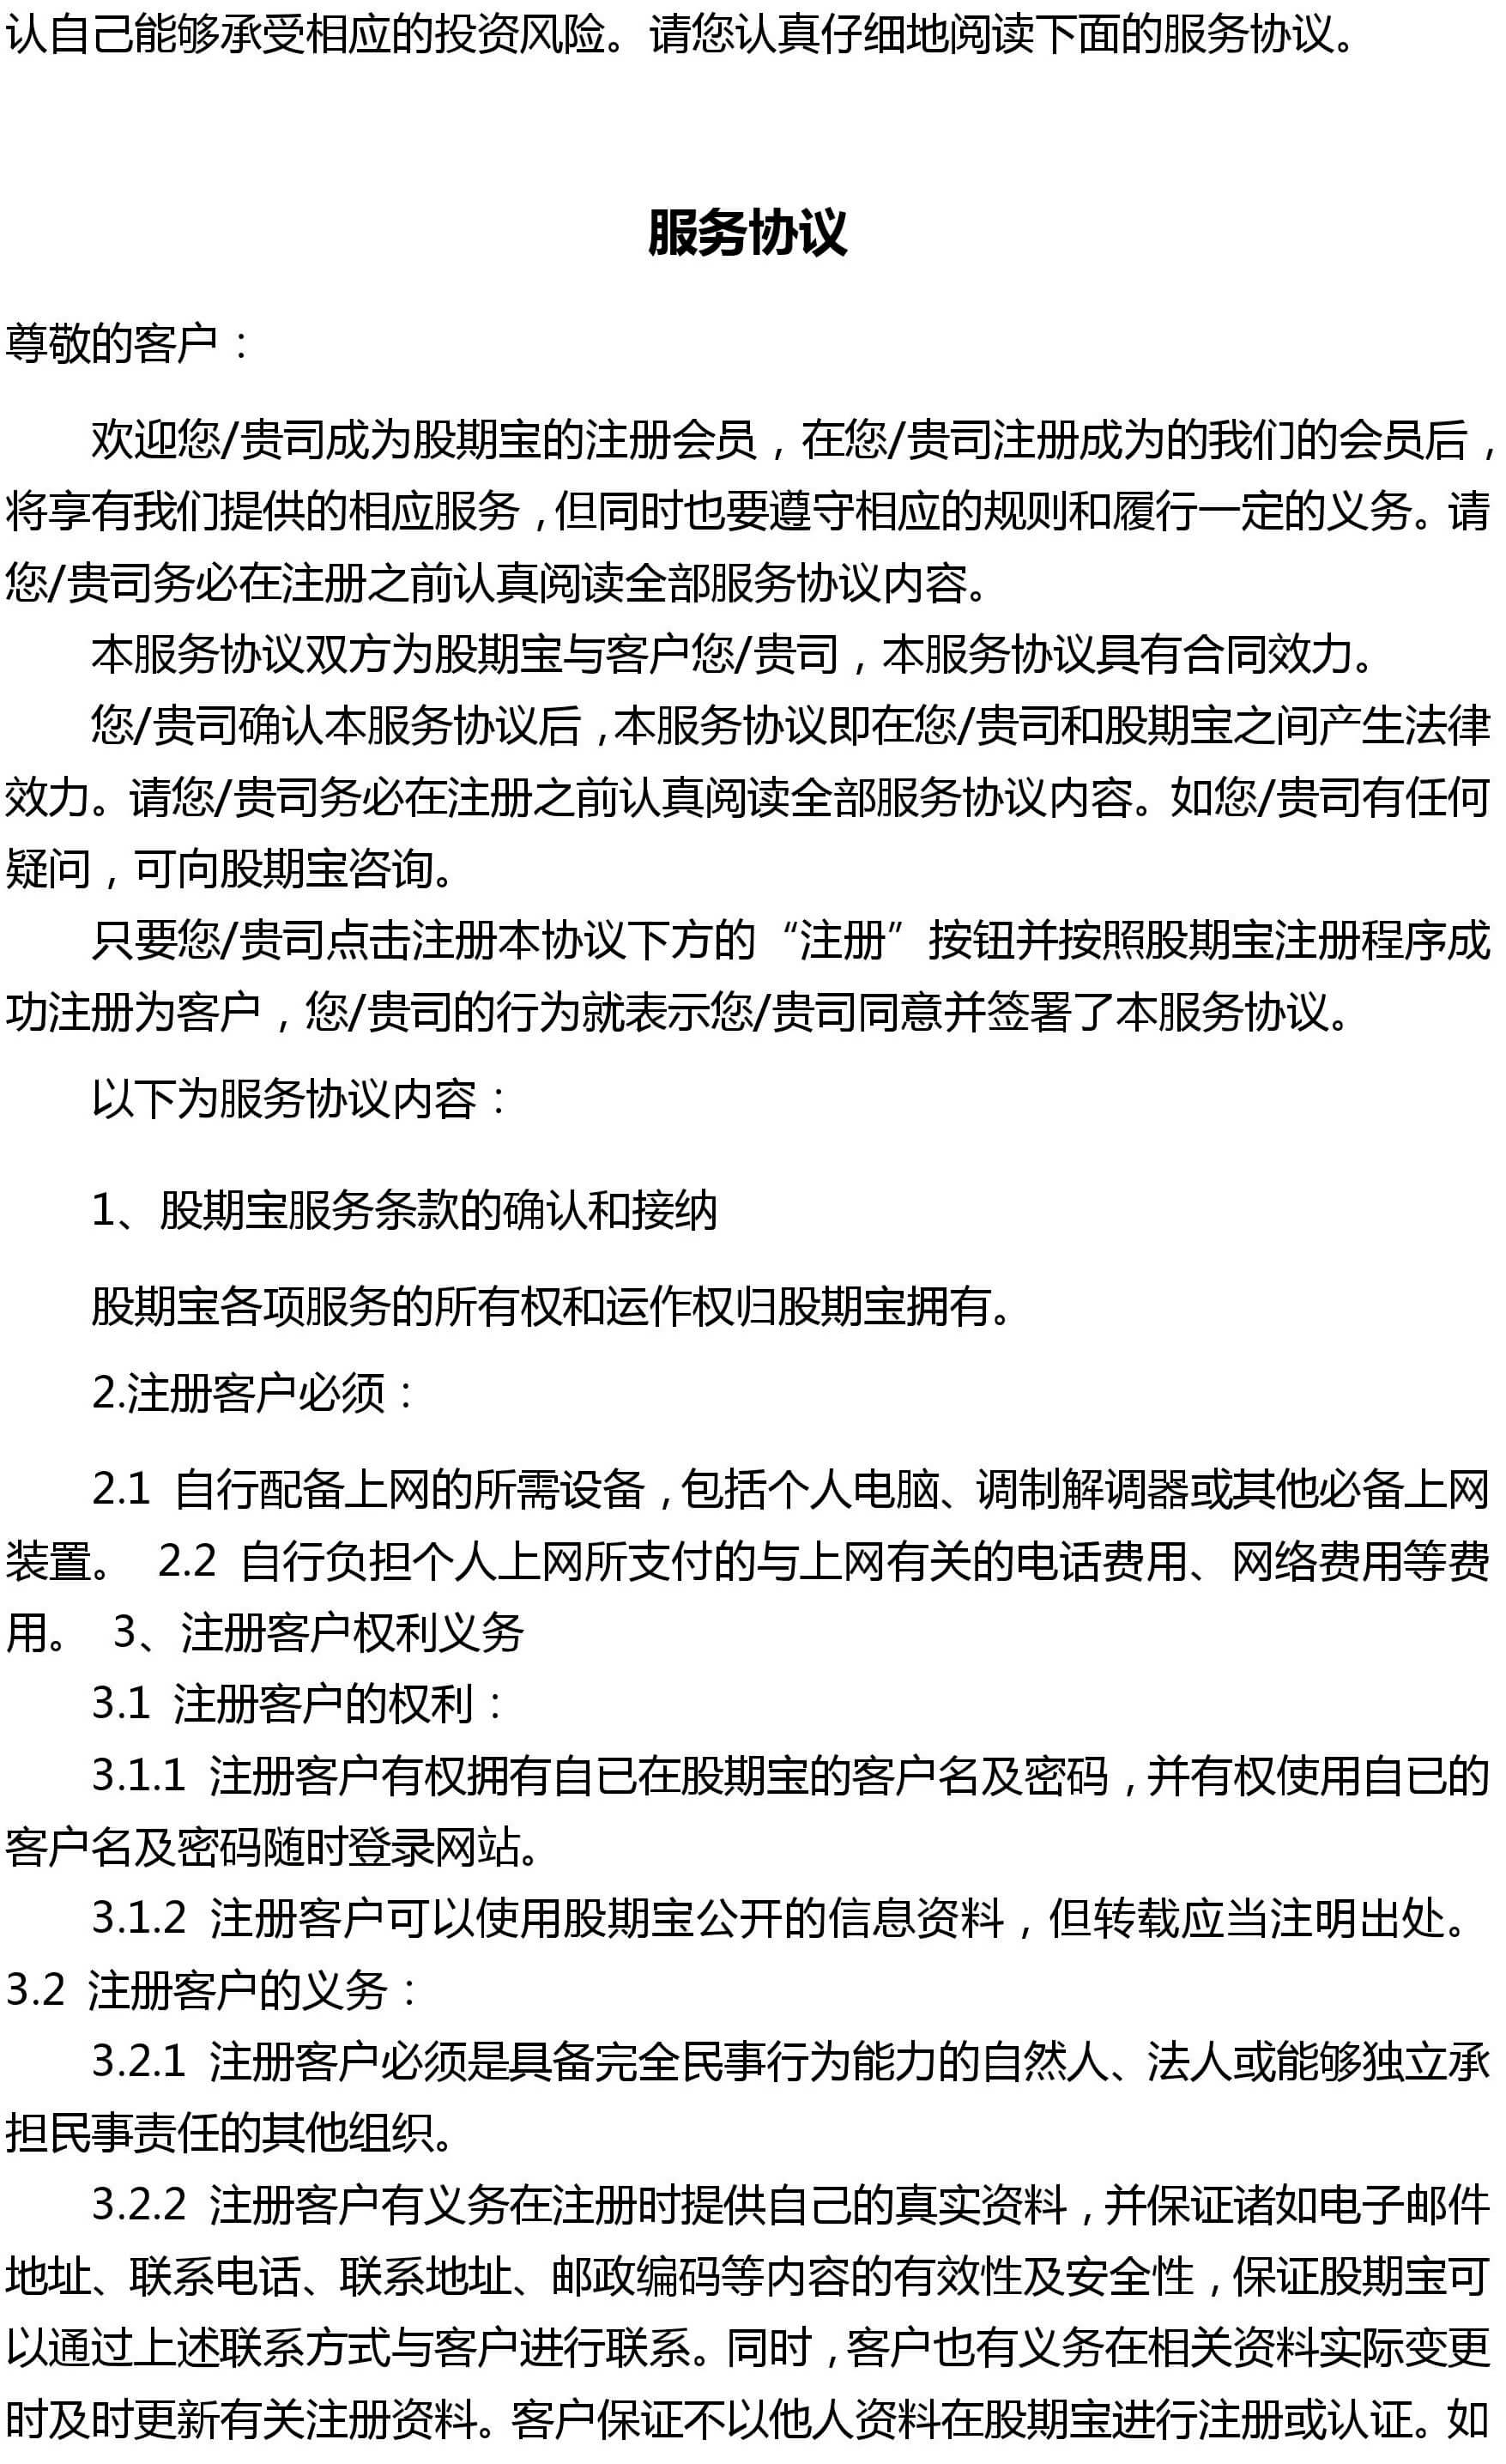 认自己能够承受相应的投资风险。请您认真仔细地阅读下面的服务协议。
服务协议
尊敬的客户：
欢迎您/贵司成为股期宝的注册会员，在您/贵司注册成为的我们的会员后，
将享有我们提供的相应服务，但同时也要遵守相应的规则和履行一定的义务。请
您/贵司务必在注册之前认真阅读全部服务协议内容。
本服务协议双方为股期宝与客户您/贵司，本服务协议具有合同效力。
您/贵司确认本服务协议后，本服务协议即在您/贵司和股期宝之间产生法律
效力。请您/贵司务必在注册之前认真阅读全部服务协议内容。如您/贵司有任何
疑问，可向股期宝咨询。
只要您/贵司点击注册本协议下方的“注册”按钮并按照股期宝注册程序成
功注册为客户，您/贵司的行为就表示您/贵司同意并签署了本服务协议。
以下为服务协议内容：
1、股期宝服务条款的确认和接纳
股期宝各项服务的所有权和运作权归股期宝拥有。
2.注册客户必须：
2.1 自行配备上网的所需设备，包括个人电脑、调制解调器或其他必备上网
装置。 2.2 自行负担个人上网所支付的与上网有关的电话费用、网络费用等费
用。 3、注册客户权利义务
3.1 注册客户的权利：
3.1.1 注册客户有权拥有自已在股期宝的客户名及密码，并有权使用自已的
客户名及密码随时登录网站。
3.1.2 注册客户可以使用股期宝公开的信息资料，但转载应当注明出处。
3.2 注册客户的义务：
3.2.1 注册客户必须是具备完全民事行为能力的自然人、法人或能够独立承
担民事责任的其他组织。
3.2.2 注册客户有义务在注册时提供自己的真实资料，并保证诸如电子邮件
地址、联系电话、联系地址、邮政编码等内容的有效性及安全性，保证股期宝可
以通过上述联系方式与客户进行联系。同时，客户也有义务在相关资料实际变更
时及时更新有关注册资料。客户保证不以他人资料在股期宝进行注册或认证。如